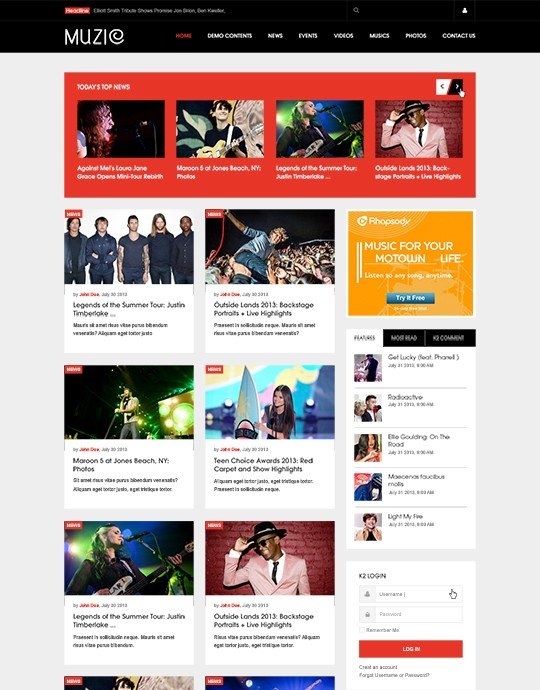 Headline Elliott Smith Tribute Shows Promise Jon Brion, Ben Kweller,
MUZIC
HOME DEMO CONTENTS NEWS EVENTS VIDEOS MUSICS PHOTOS CONTACT US
TODAY'S TOP NEWS
Against Me!'s Laura Jane
Grace Opens Mini-Tour Rebirth
Maroon 5 at Jones Beach, NY:
Photos
Legends of the Summer Tour:
Justin Timberlake ...
Outside Lands 2013: Back-
stage Portraits + Live Highlights
NEWS
by John Doe, July 30 2013
Legends of the Summer Tour: Justin
Timberlake ...
Mauris sit amet risus vitae purus bibendum
venenatis? Aliquam eget tortor justo
NEWS
by John Doe, July 30 2013
Outside Lands 2013: Backstage
Portraits + Live Highlights
Praesent in sollicitudin neque. Mauris sit amet
risus vitae purus bibendum.
NEWS
by John Doe, July 30 2013
Maroon 5 at Jones Beach, NY:
Photos
Sit amet risus vitae purus bibendum venenatis?
Aliquam eget tortor justo, eget tristique tortor.
NEWS
by John Doe, July 30 2013
Teen Choice Awards 2013: Red
Carpet and Show Highlights
Aliquam eget tortor justo, eget tristique tortor.
Praesent in sollicitudin neque.
NEWS
by John Doe, July 30 2013
Legends of the Summer Tour: Justin
Timberlake ...
Praesent in sollicitudin neque. Mauris sit amet
risus vitae purus bibendum.
NEWS
by John Doe, July 30 2013
Outside Lands 2013: Backstage
Portraits + Live Highlights
Risus vitae purus bibendum venenatis? Aliquam
eget tortor justo, eget tristique tortor.
NEWS
NEWS
Rhapsody
MUSIC FOR YOUR
MOTOWN LIFE.
Listen to any song, anytime.
Try It Free
14-day free trial
FEATURES MOST READ K2 COMMENT
Get Lucky (feat. Pharell )
July 31 2013, 8:00 AM
Radioactive
July 31 2013, 8:00 AM
Ellie Goulding: On The
Road
July 31 2013, 8:00 AM
Maecenas faucibus
mollis
July 31 2013, 8:00 AM
Light My Fire
July 31 2013, 8:03 AM
K2 LOGIN
Username
Password
Remember Me
LOG IN
Creat an account
Forgot Username or Password?